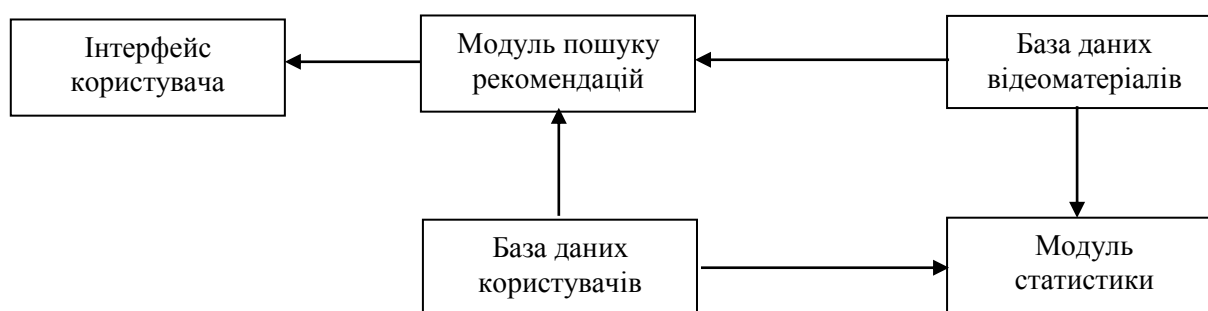 Інтерфейс
користувача
Модуль пошуку
рекомендацій
База даних
відеоматеріалів
База даних
користувачів
Модуль
статистики